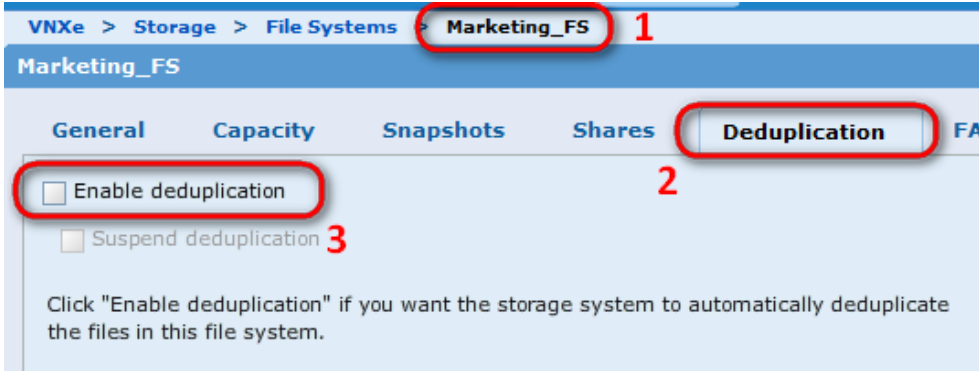 VNXe > Storage > File Systems > Marketing_FS 1
Marketing_FS
General Capacity Snapshots Shares Deduplication FA
2
Enable deduplication
Suspend deduplication 3
Click "Enable deduplication" if you want the storage system to automatically deduplicate
the files in this file system.